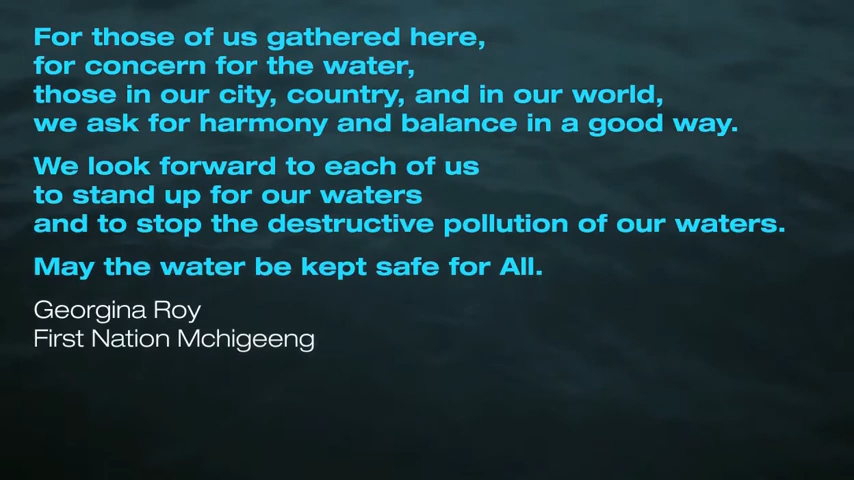 For those of us gathered here,
for concern for the water,
those in our city, country, and in our world,
we ask for harmony and balance in a good way.
We look forward to each of us
to stand up for our waters
and to stop the destructive pollution of our waters.
May the water be kept safe for All.
Georgina Roy
First Nation Mchigeeng